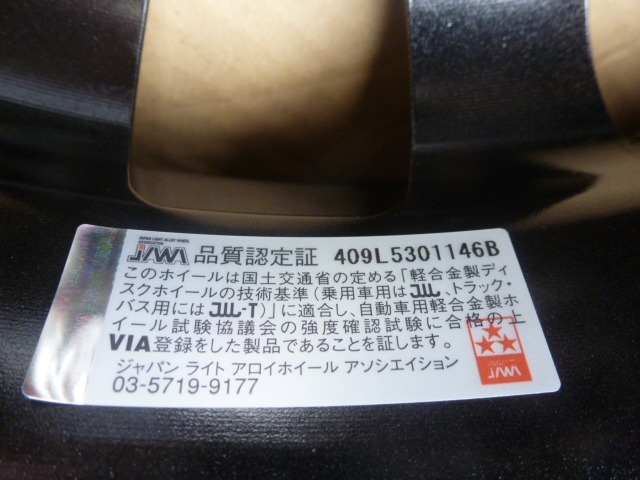 JAPAN LIGHT ALLOY WHEEL
ASSOCIATION
JAWA 品質認定証 409L5301146B
このホイールは国土交通省の定める「軽合金製ディ
スクホイールの技術基準（乗用車用はJWL、トラック・
バス用にはJWL-T）」に適合し、自動車用軽合金製ホ
イール試験協議会の強度確認試験に合格の上
VIA登録をした製品であることを証します。
ジャパン ライト アロイホイール アソシエイション
03-5719-9177
JAWA